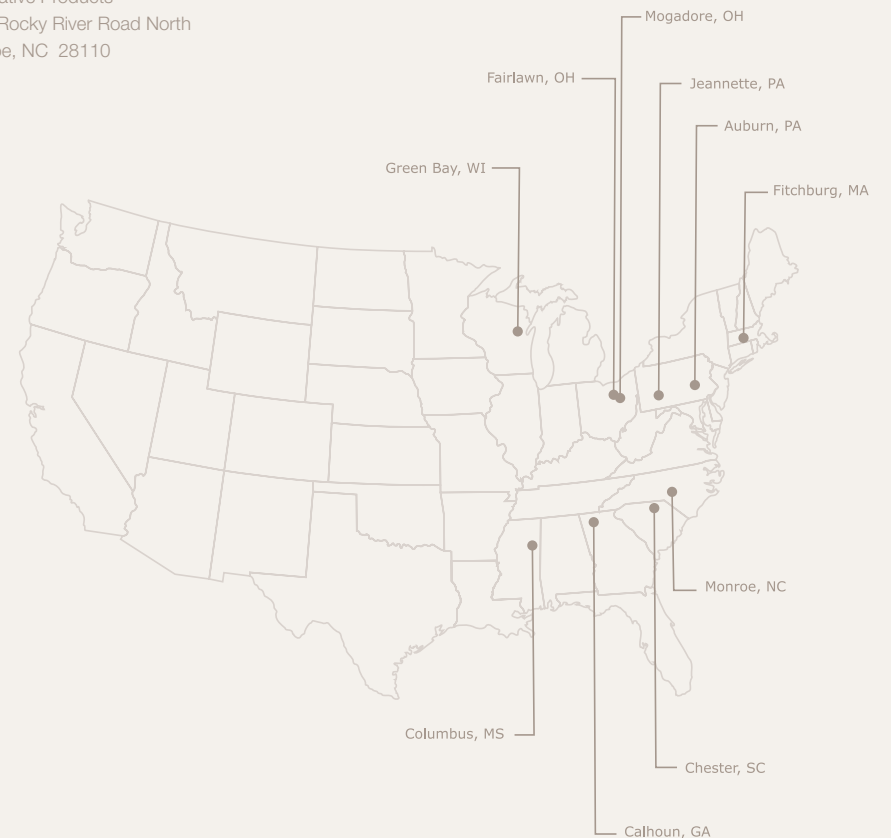 Products
Rocky River Road North
NC 28110
Mogadore, OH
Fairlawn, OH
Jeannette, PA
Auburn, PA
Green Bay, WI
Fitchburg, MA
Monroe, NC
Columbus, MS
Chester, SC
Calhoun, GA